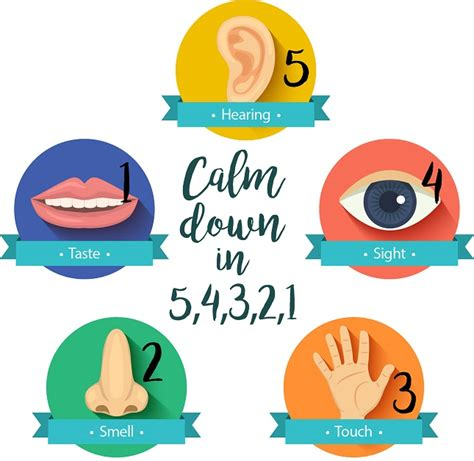 5
· Hearing ·
1
· Taste ·
Calm
down
in
5,4,3,2,1
4
· Sight ·
2
· Smell ·
3
· Touch ·